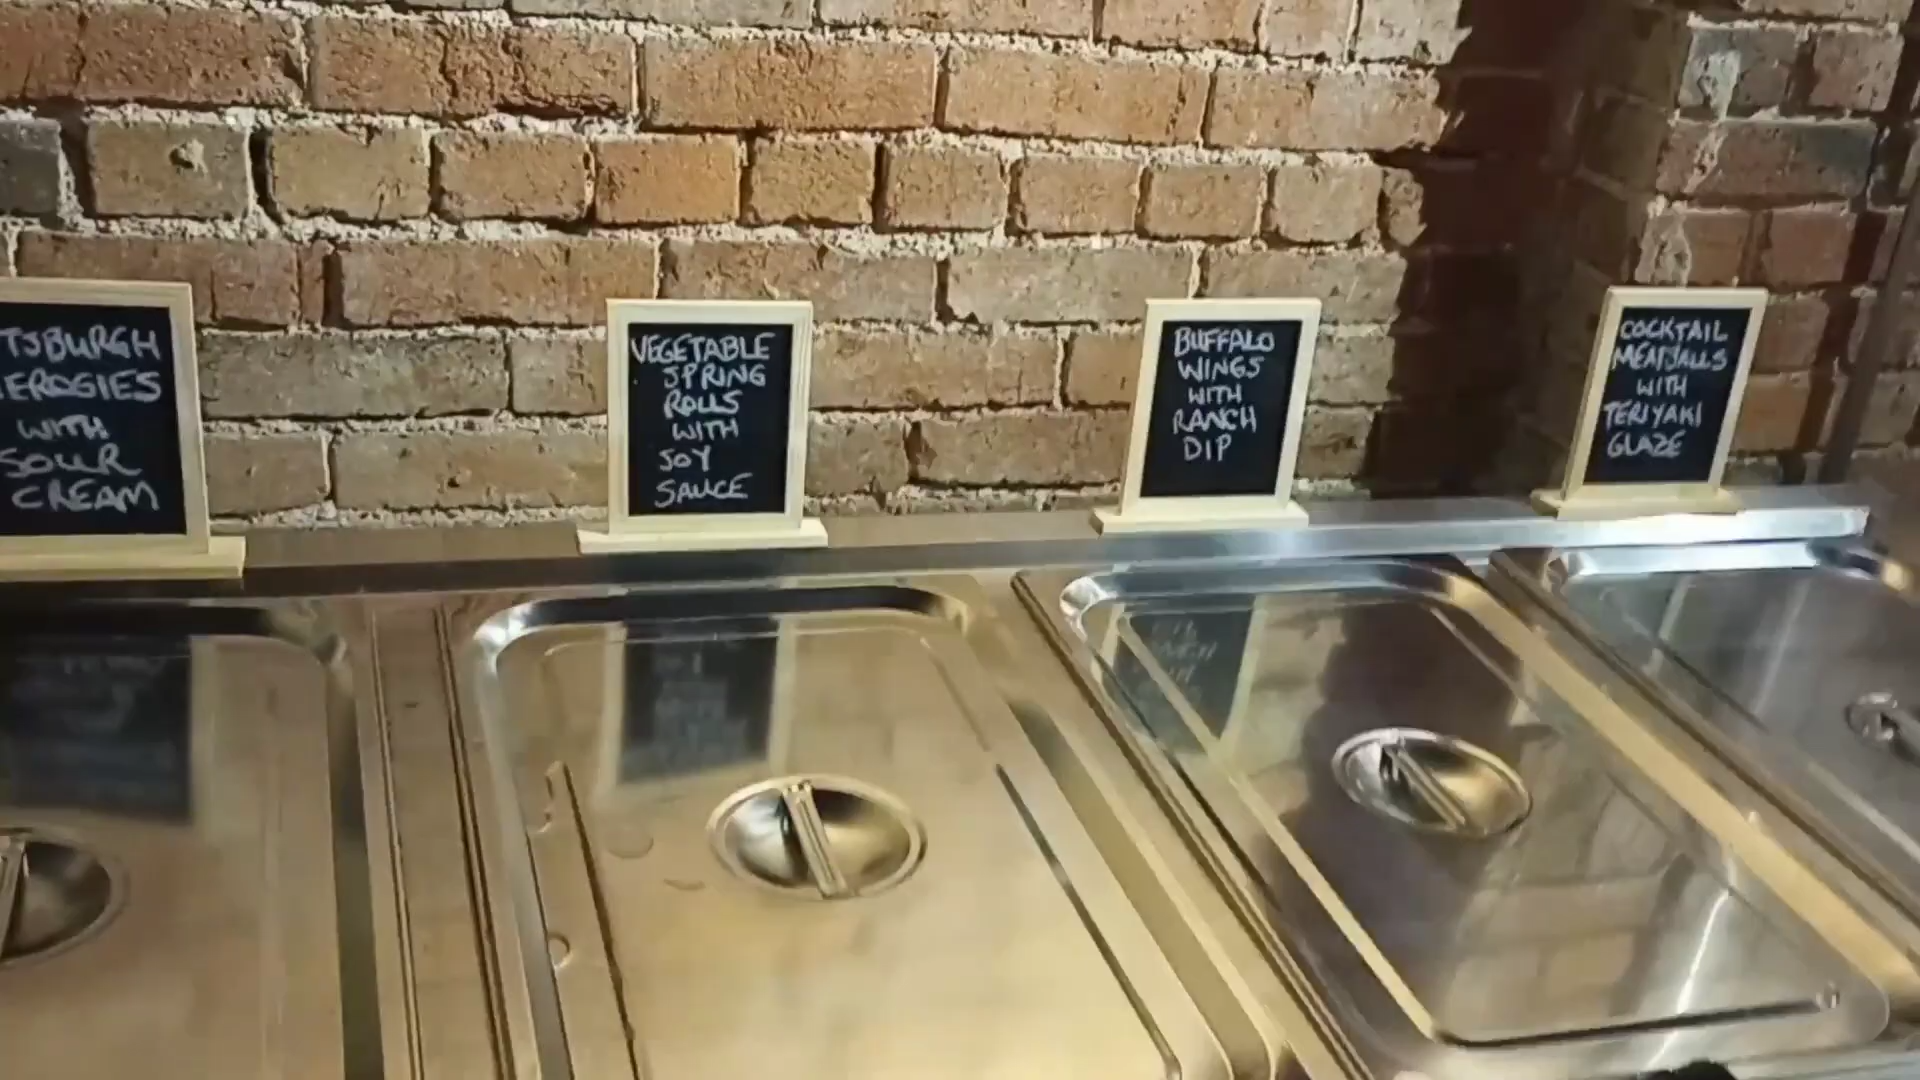 TSBURGH
IEROGIES
WITH
SOUR
CREAM
VEGETABLE
SPRING
ROLLS
WITH
SOY
SAUCE
BUFFALO
WINGS
WITH
RANCH
DIP
COCKTAIL
MEATBALLS
WITH
TERIYAKI
GLAZE